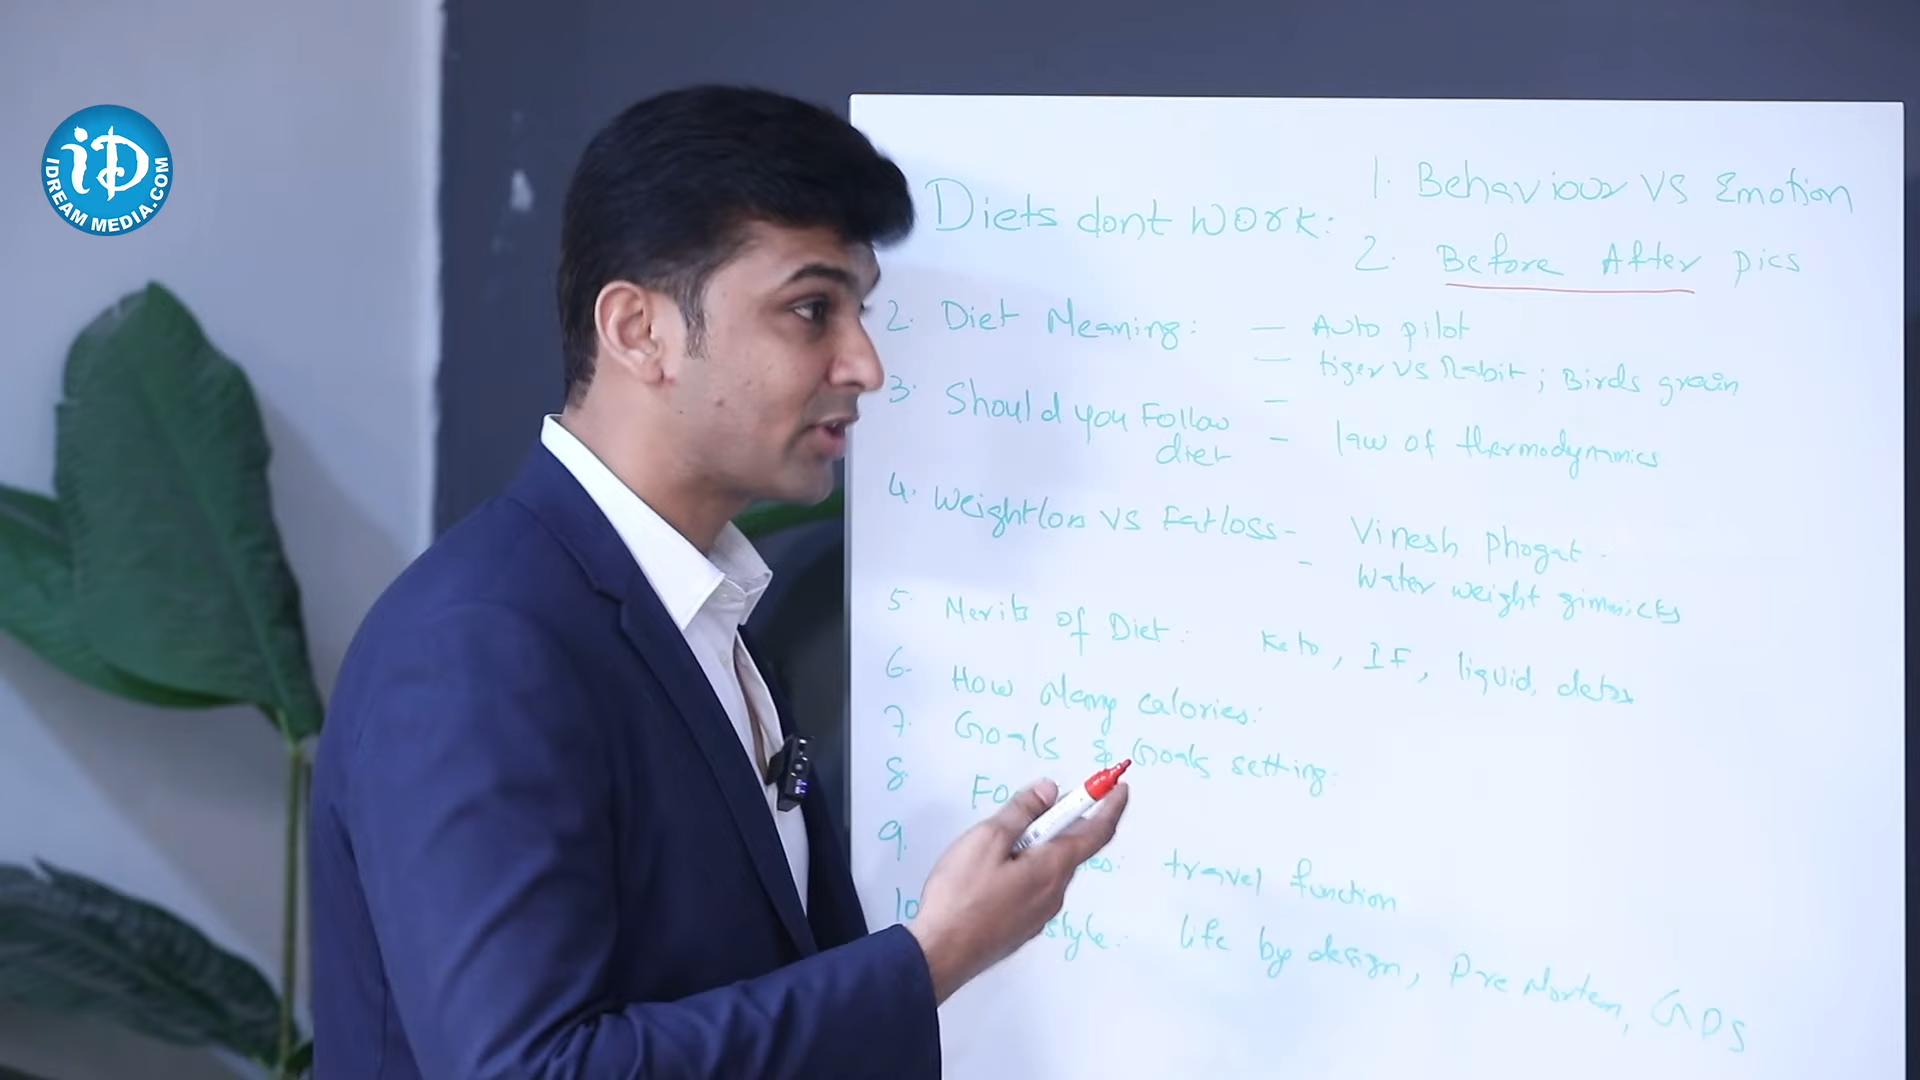 iD
IDREAM MEDIA.COM
Diets dont work:
1. Behaviour VS Emotion
2. Before After pics
2. Diet Meaning: — Auto pilot
— tiger VS Rabit; Birds grain
—
3. Should you Follow diet – law of thermodynamics
4. Weightloss VS Fatloss – Vinesh Phogat.
– Water weight gimmicks
5. Merits of Diet: Keto, IF, liquid, detox
6. How Many calories:
7. Goals & Goals setting:
8. Fo
9. es: travel function
10 style: life by design, Pre Mortem, GPS